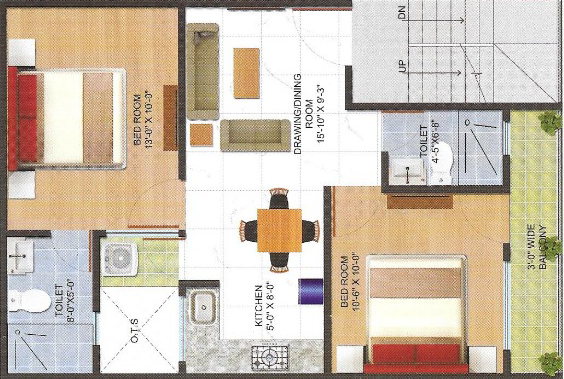 BED ROOM
13'-0" X 10'-0"
DRAWING/DINING
ROOM
15'-10" X 9'-3"
DN
UP
TOILET
4'-5"X6'-8"
3'-0" WIDE
BALCONY
TOILET
8'-0"X5'-0"
O.T.S
KITCHEN
5'-0" X 8'-0"
BED ROOM
10'-6" X 10'-0"